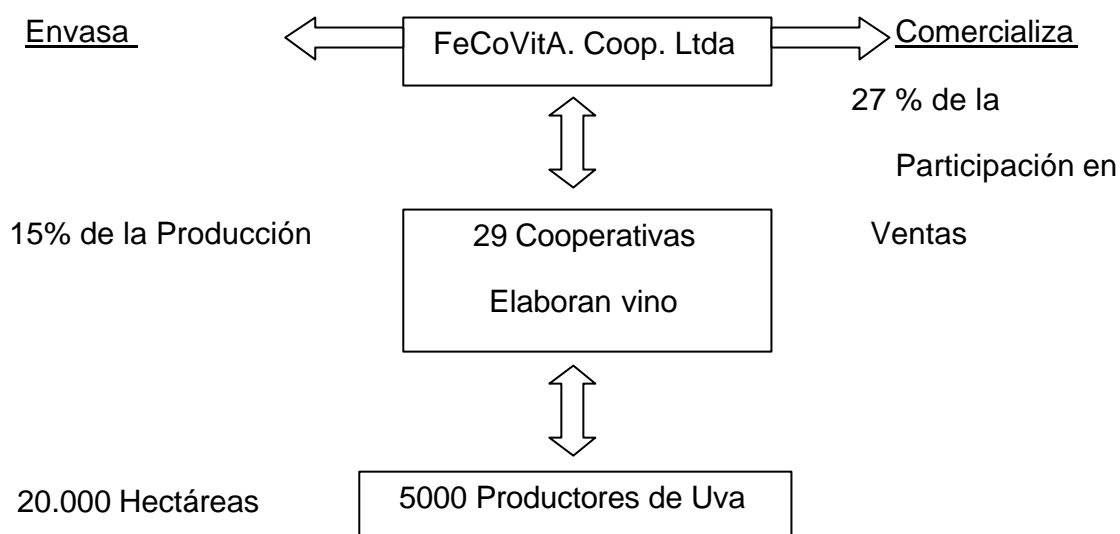 Envasa
FeCoVitA. Coop. Ltda
Comercializa
27 % de la
Participación en
Ventas
15% de la Producción
29 Cooperativas
Elaboran vino
20.000 Hectáreas
5000 Productores de Uva